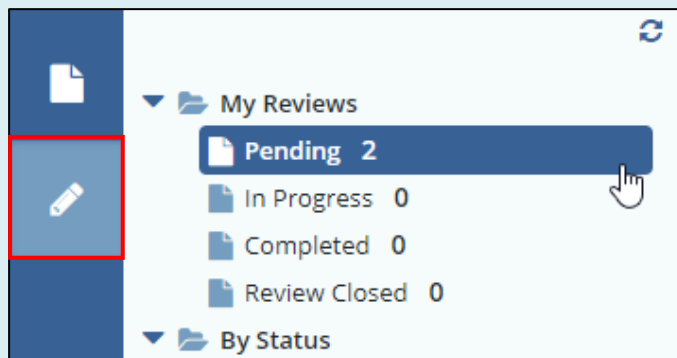 My Reviews
Pending 2
In Progress 0
Completed 0
Review Closed 0
By Status